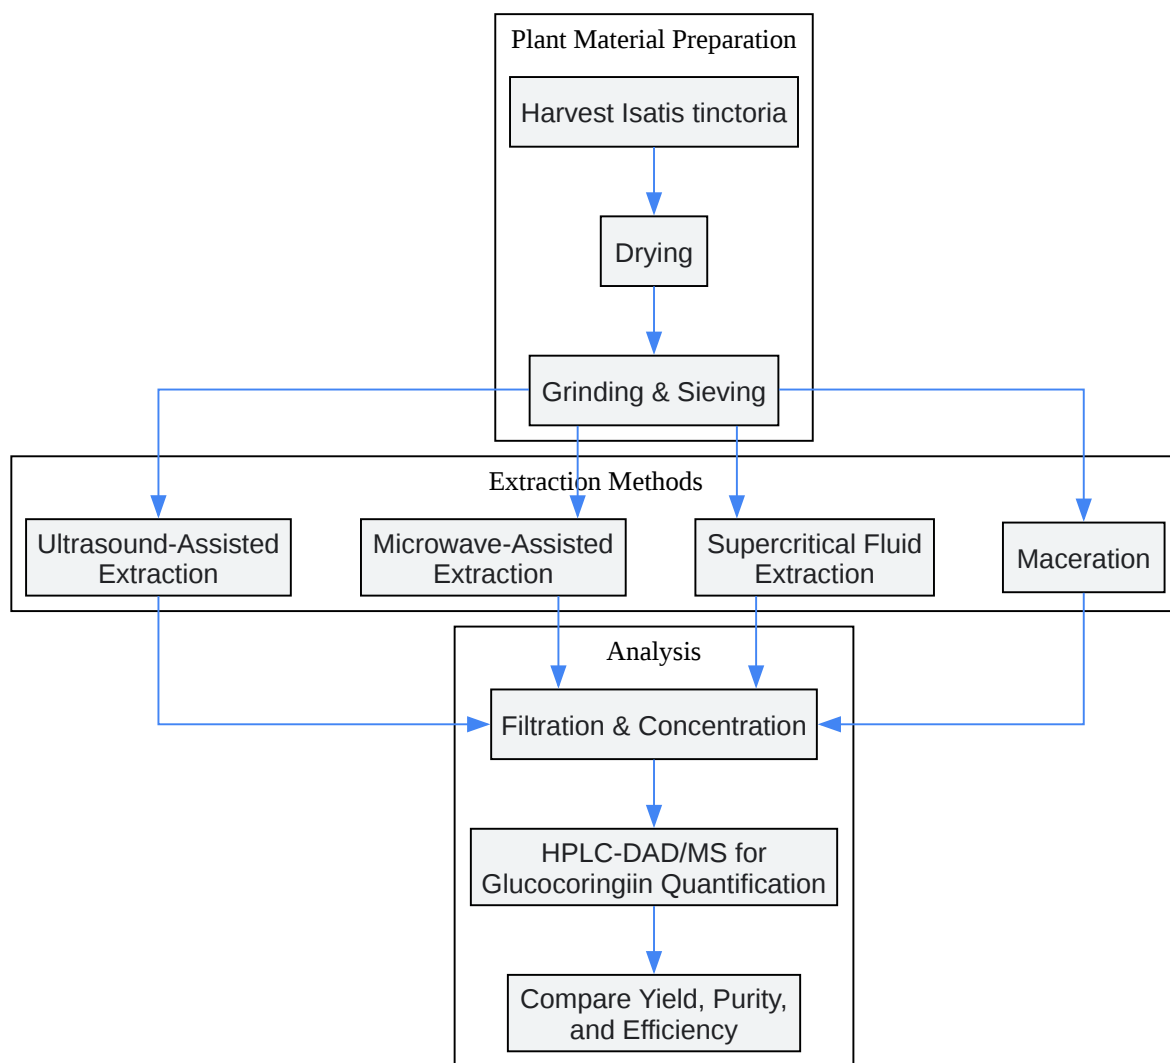 Plant Material Preparation
Harvest Isatis tinctoria
Drying
Grinding & Sieving
Extraction Methods
Ultrasound-Assisted
Extraction
Microwave-Assisted
Extraction
Supercritical Fluid
Extraction
Maceration
Analysis
Filtration & Concentration
HPLC-DAD/MS for
Glucocoringiin Quantification
Compare Yield, Purity,
and Efficiency